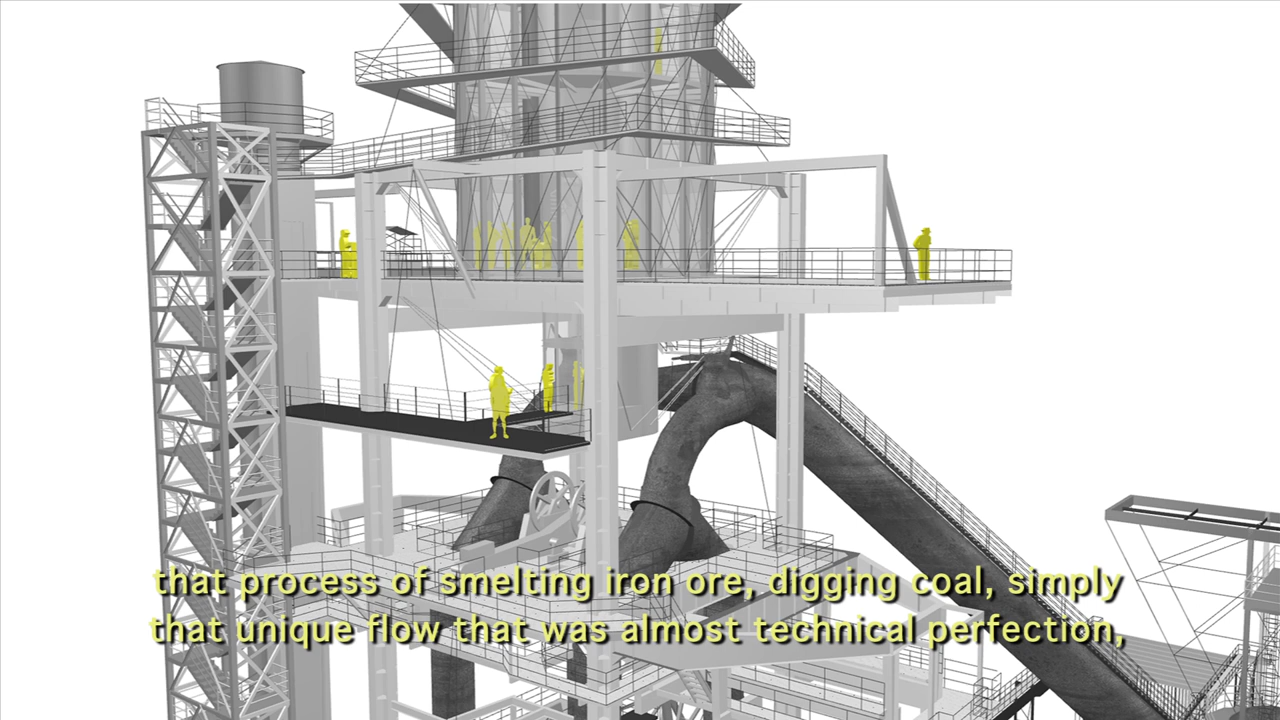 that process of smelting iron ore, digging coal, simply
that unique flow that was almost technical perfection,